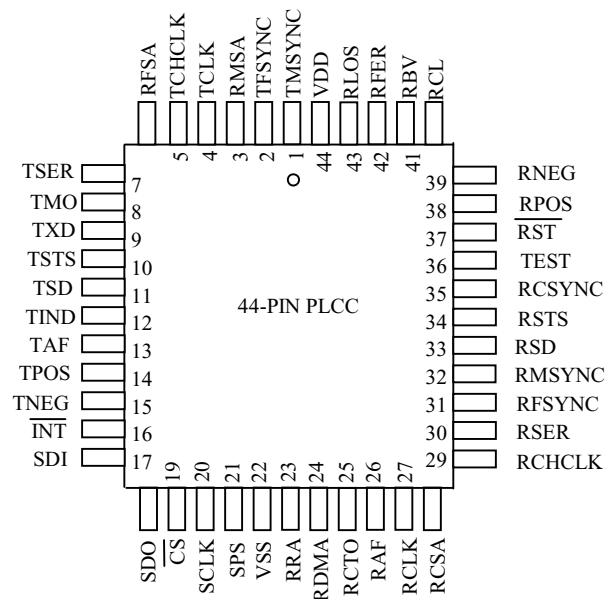 RFSA
TCHCLK
TCLK
RMSA
TFSYNC
TMSYNC
VDD
RLOS
RFER
RBV
RCL
5
4
3
2
1
44
43
42
41
TSER
7
TMO
8
TXD
9
TSTS
10
TSD
11
TIND
12
TAF
13
TPOS
14
TNEG
15
INT
16
SDI
17
44-PIN PLCC
39
RNEG
38
RPOS
37
RST
36
TEST
35
RCSYNC
34
RSTS
33
RSD
32
RMSYNC
31
RFSYNC
30
RSER
29
RCHCLK
19
20
21
22
23
24
25
26
27
SDO
CS
SCLK
SPS
VSS
RRA
RDMA
RCTO
RAF
RCLK
RCSA